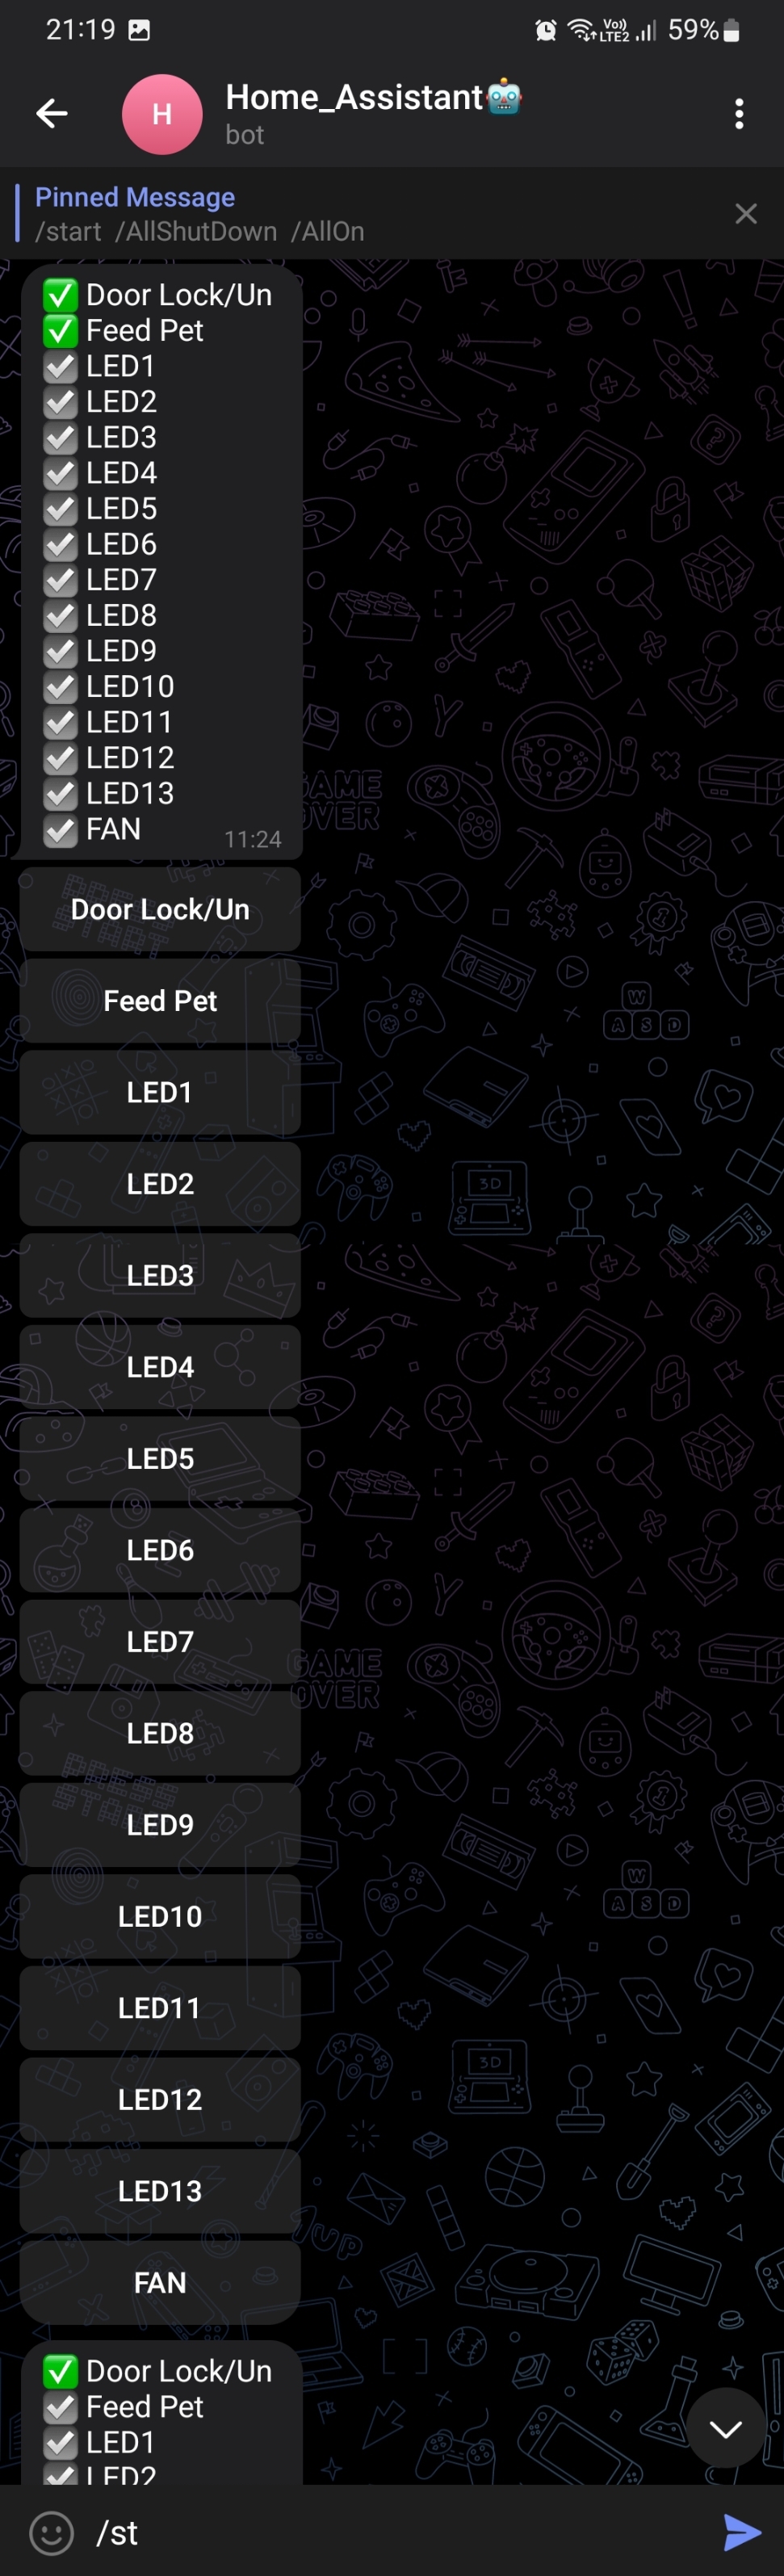 21:19 Vo)) LTE2 59%
Home_Assistant🤖
bot
Pinned Message
/start /AllShutDown /AllOn
✅ Door Lock/Un
✅ Feed Pet
☑ LED1
☑ LED2
☑ LED3
☑ LED4
☑ LED5
☑ LED6
☑ LED7
☑ LED8
☑ LED9
☑ LED10
☑ LED11
☑ LED12
☑ LED13
☑ FAN 11:24
Door Lock/Un
Feed Pet
LED1
LED2
LED3
LED4
LED5
LED6
LED7
LED8
LED9
LED10
LED11
LED12
LED13
FAN
✅ Door Lock/Un
☑ Feed Pet
☑ LED1
☑ LED2
/st